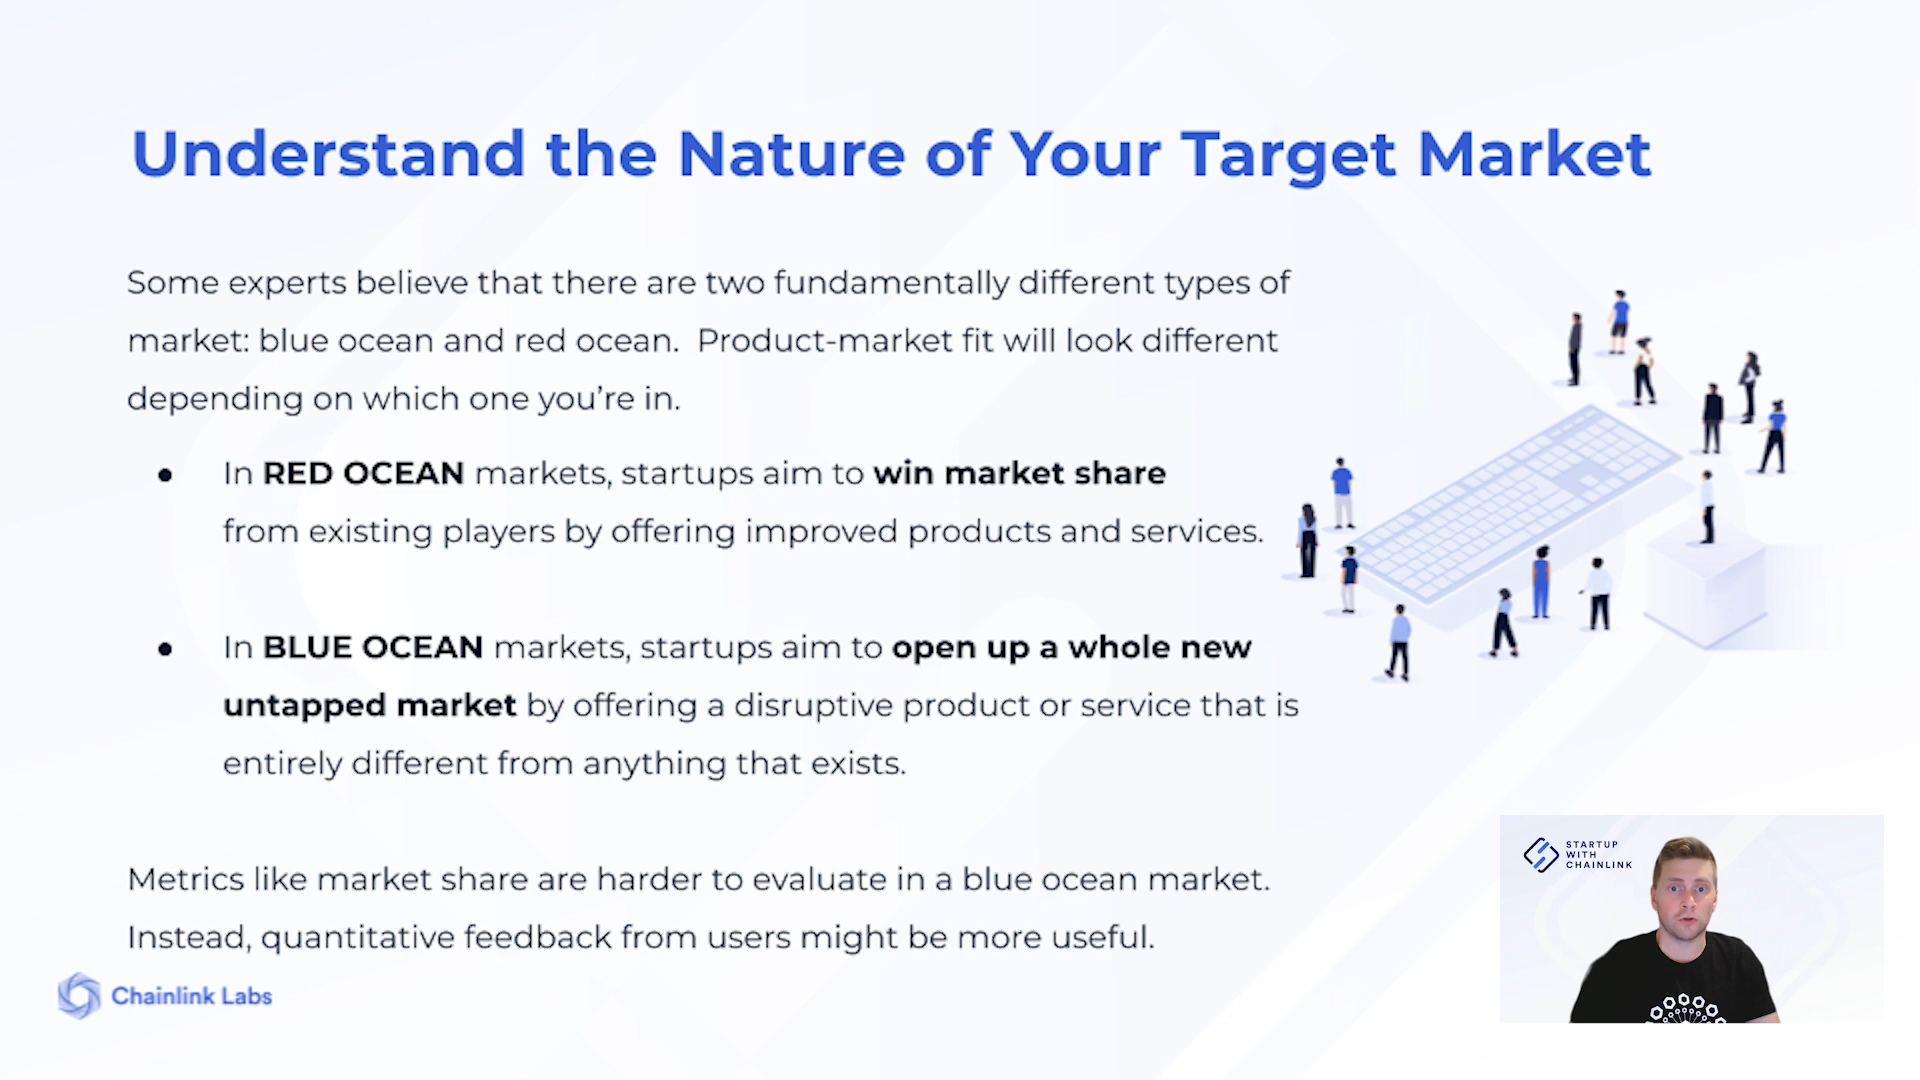 Understand the Nature of Your Target Market
Some experts believe that there are two fundamentally different types of
market: blue ocean and red ocean. Product-market fit will look different
depending on which one you’re in.
● In RED OCEAN markets, startups aim to win market share
from existing players by offering improved products and services.
● In BLUE OCEAN markets, startups aim to open up a whole new
untapped market by offering a disruptive product or service that is
entirely different from anything that exists.
Metrics like market share are harder to evaluate in a blue ocean market.
Instead, quantitative feedback from users might be more useful.
Chainlink Labs
STARTUP
WITH
CHAINLINK